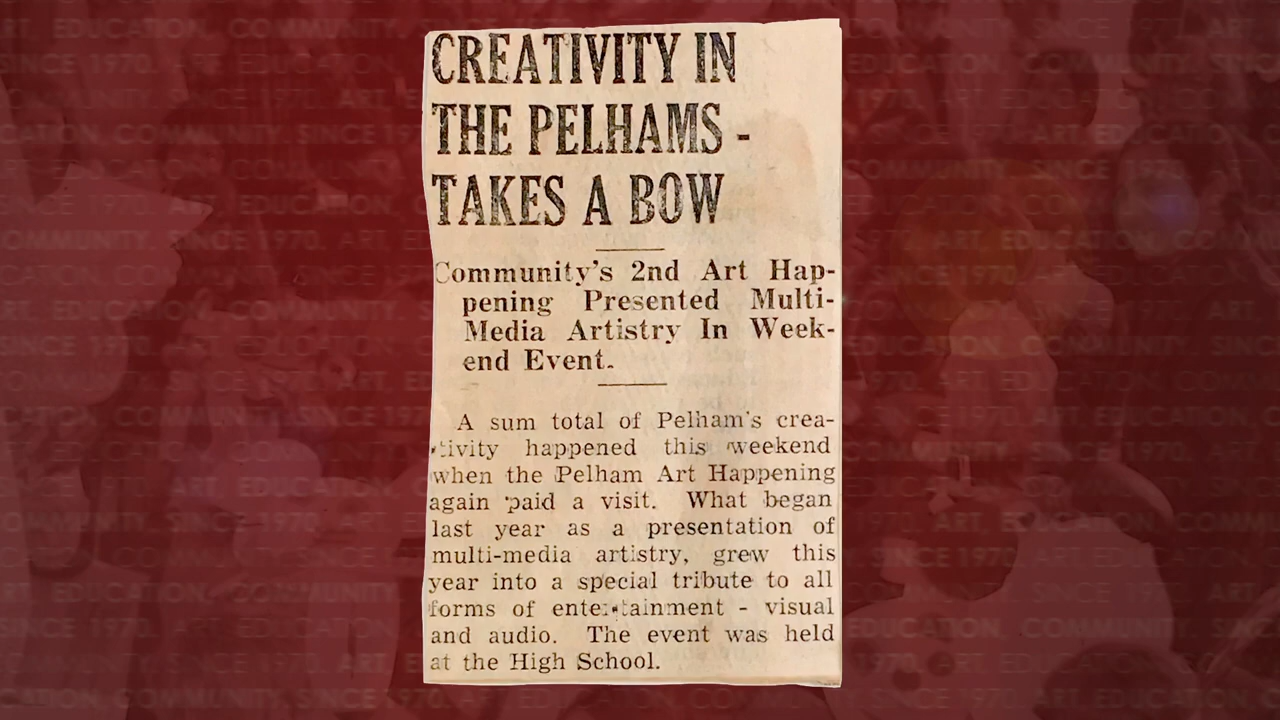 CREATIVITY IN
THE PELHAMS -
TAKES A BOW
Community's 2nd Art Hap-
pening Presented Multi-
Media Artistry In Week-
end Event.
A sum total of Pelham's crea-
tivity happened this weekend
when the Pelham Art Happening
again paid a visit. What began
last year as a presentation of
multi-media artistry, grew this
year into a special tribute to all
forms of entertainment - visual
and audio. The event was held
at the High School.